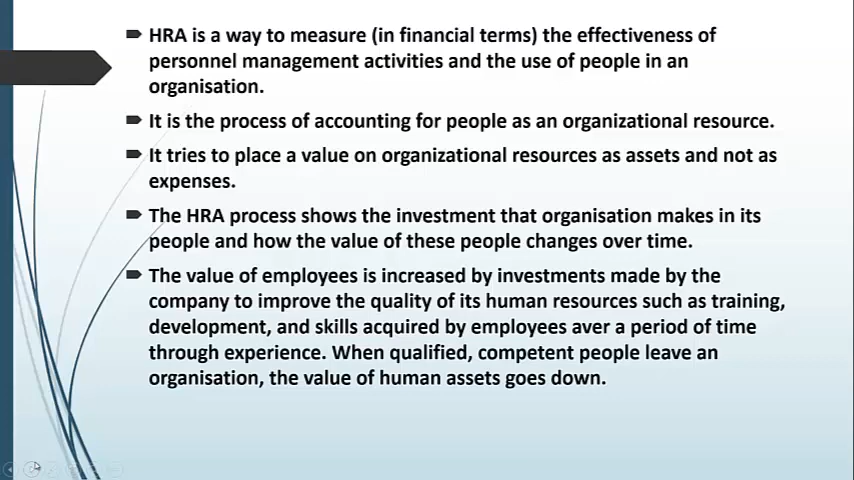 HRA is a way to measure (in financial terms) the effectiveness of
personnel management activities and the use of people in an
organisation.
It is the process of accounting for people as an organizational resource.
It tries to place a value on organizational resources as assets and not as
expenses.
The HRA process shows the investment that organisation makes in its
people and how the value of these people changes over time.
The value of employees is increased by investments made by the
company to improve the quality of its human resources such as training,
development, and skills acquired by employees aver a period of time
through experience. When qualified, competent people leave an
organisation, the value of human assets goes down.